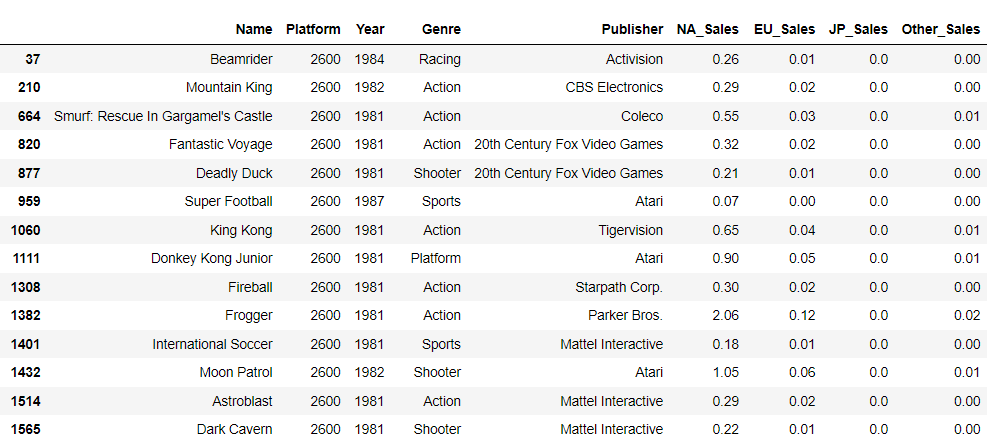 Name Platform Year Genre Publisher NA_Sales EU_Sales JP_Sales Other_Sales
37 Beamrider 2600 1984 Racing Activision 0.26 0.01 0.0 0.00
210 Mountain King 2600 1982 Action CBS Electronics 0.29 0.02 0.0 0.00
664 Smurf: Rescue In Gargamel's Castle 2600 1981 Action Coleco 0.55 0.03 0.0 0.01
820 Fantastic Voyage 2600 1981 Action 20th Century Fox Video Games 0.32 0.02 0.0 0.00
877 Deadly Duck 2600 1981 Shooter 20th Century Fox Video Games 0.21 0.01 0.0 0.00
959 Super Football 2600 1987 Sports Atari 0.07 0.00 0.0 0.00
1060 King Kong 2600 1981 Action Tigervision 0.65 0.04 0.0 0.01
1111 Donkey Kong Junior 2600 1981 Platform Atari 0.90 0.05 0.0 0.01
1308 Fireball 2600 1981 Action Starpath Corp. 0.30 0.02 0.0 0.00
1382 Frogger 2600 1981 Action Parker Bros. 2.06 0.12 0.0 0.02
1401 International Soccer 2600 1981 Sports Mattel Interactive 0.18 0.01 0.0 0.00
1432 Moon Patrol 2600 1982 Shooter Atari 1.05 0.06 0.0 0.01
1514 Astroblast 2600 1981 Action Mattel Interactive 0.29 0.02 0.0 0.00
1565 Dark Cavern 2600 1981 Shooter Mattel Interactive 0.22 0.01 0.0 0.00